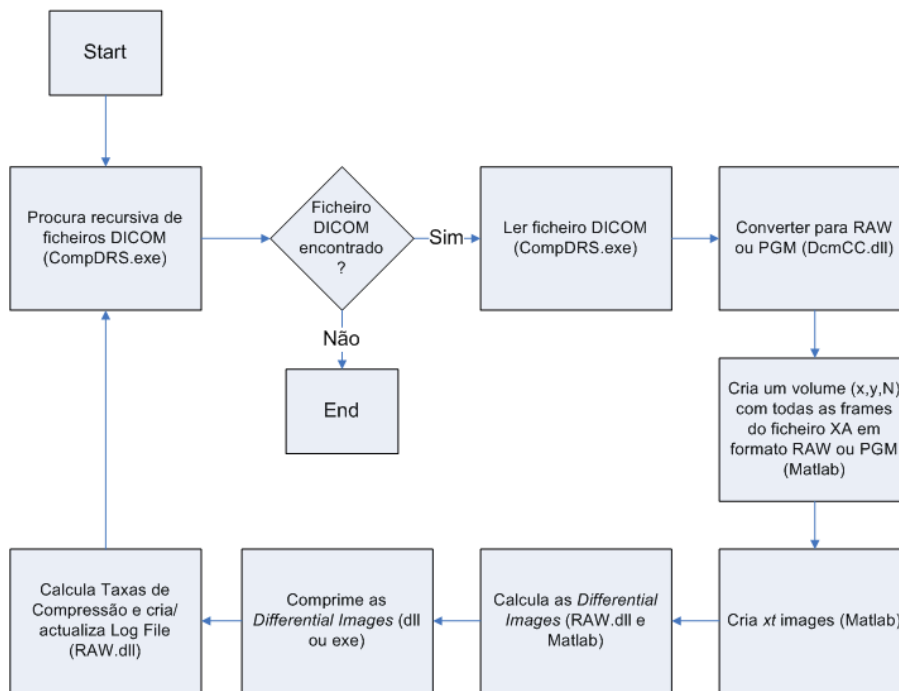 Start
Procura recursiva de
ficheiros DICOM
(CompDRS.exe)
Ficheiro
DICOM
encontrado
?
Sim
Ler ficheiro DICOM
(CompDRS.exe)
Converter para RAW
ou PGM (DcmCC.dll)
Não
End
Cria um volume (x,y,N)
com todas as frames
do ficheiro XA em
formato RAW ou PGM
(Matlab)
Cria xt images (Matlab)
Calcula as Differential
Images (RAW.dll e
Matlab)
Comprime as
Differential Images (dll
ou exe)
Calcula Taxas de
Compressão e cria/
actualiza Log File
(RAW.dll)